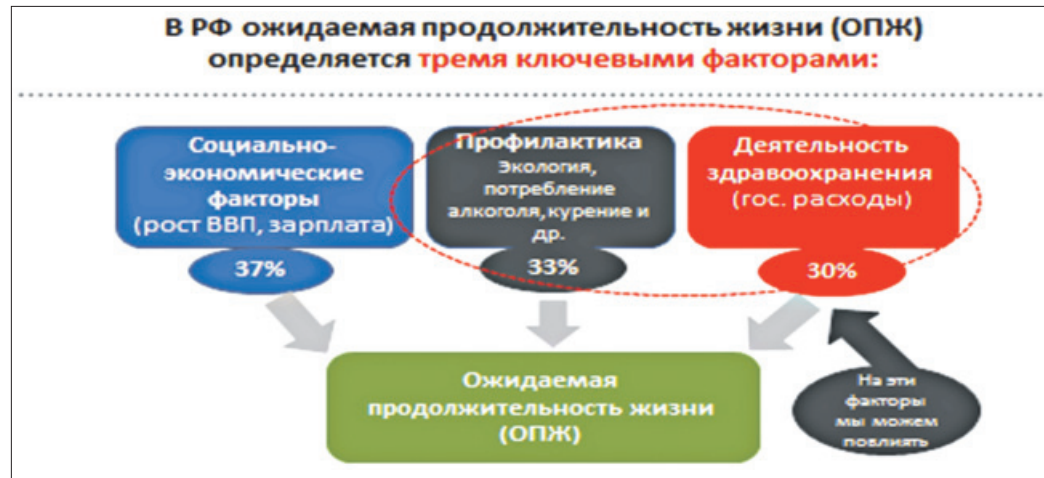 В РФ ожидаемая продолжительность жизни (ОПЖ)
определяется тремя ключевыми факторами:
Социально-
экономические
факторы
(рост ВВП, зарплата)
37%
Профилактика
Экология,
потребление
алкоголя, курение и
др.
33%
Деятельность
здравоохранения
(гос. расходы)
30%
Ожидаемая
продолжительность жизни
(ОПЖ)
На эти
факторы
мы можем
повлиять